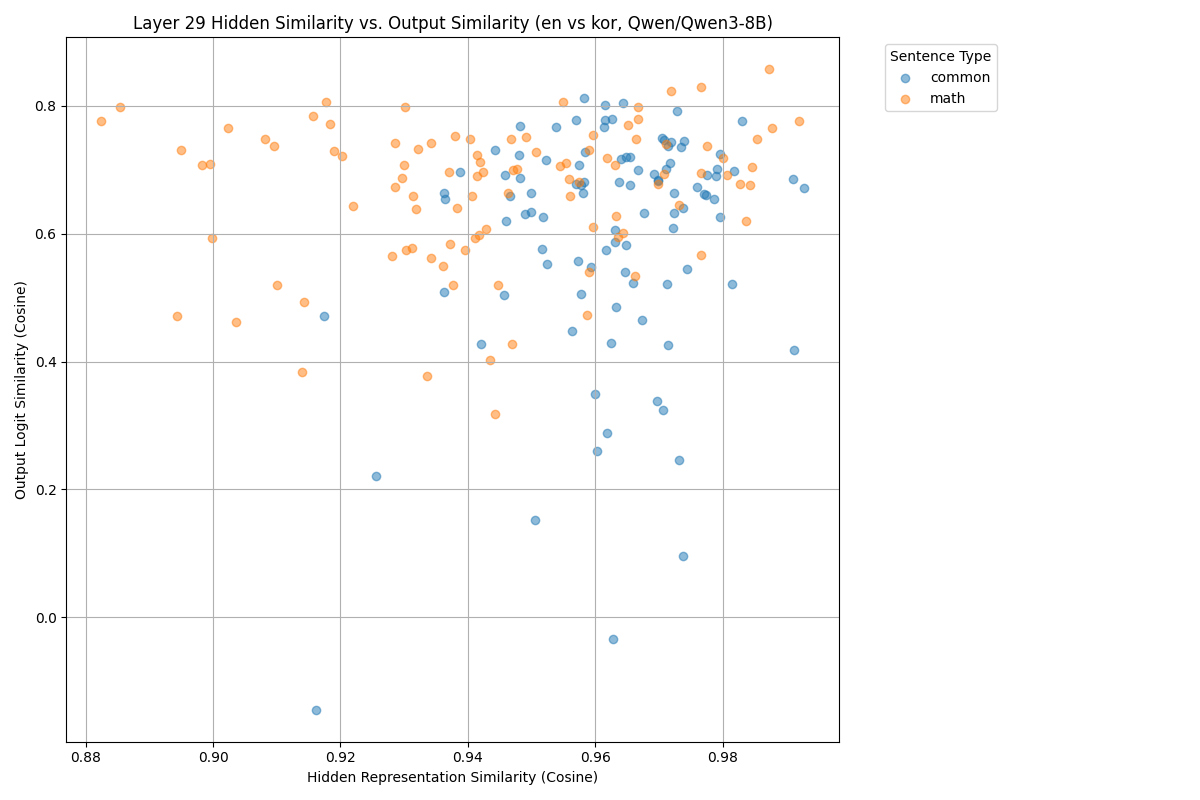 Layer 29 Hidden Similarity vs. Output Similarity (en vs kor, Qwen/Qwen3-8B)
Sentence Type
common
math
Output Logit Similarity (Cosine)
0.8
0.6
0.4
0.2
0.0
0.88 0.90 0.92 0.94 0.96 0.98
Hidden Representation Similarity (Cosine)